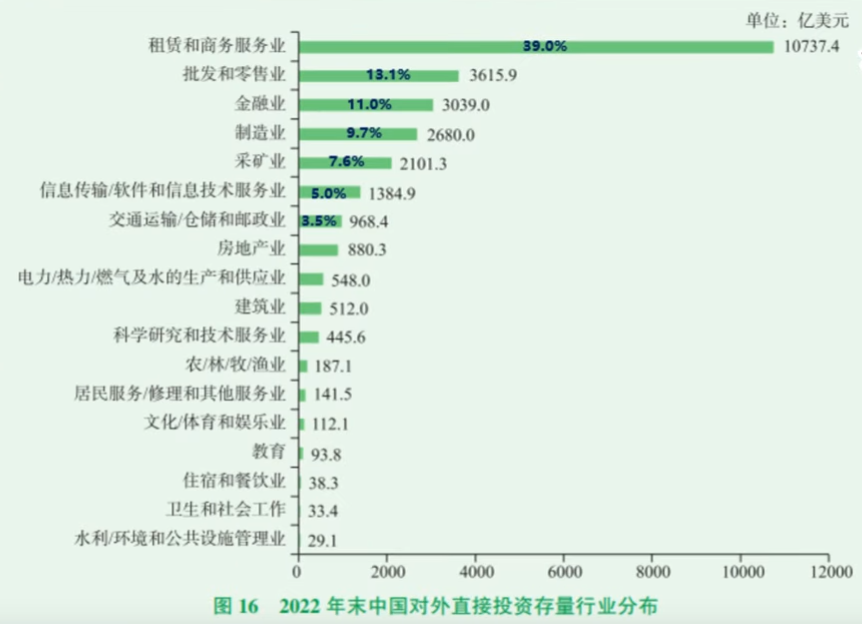 单位：亿美元
租赁和商务服务业 39.0% 10737.4
批发和零售业 13.1% 3615.9
金融业 11.0% 3039.0
制造业 9.7% 2680.0
采矿业 7.6% 2101.3
信息传输/软件和信息技术服务业 5.0% 1384.9
交通运输/仓储和邮政业 3.5% 968.4
房地产业 880.3
电力/热力/燃气及水的生产和供应业 548.0
建筑业 512.0
科学研究和技术服务业 445.6
农/林/牧/渔业 187.1
居民服务/修理和其他服务业 141.5
文化/体育和娱乐业 112.1
教育 93.8
住宿和餐饮业 38.3
卫生和社会工作 33.4
水利/环境和公共设施管理业 29.1
0 2000 4000 6000 8000 10000 12000
图 16 2022 年末中国对外直接投资存量行业分布